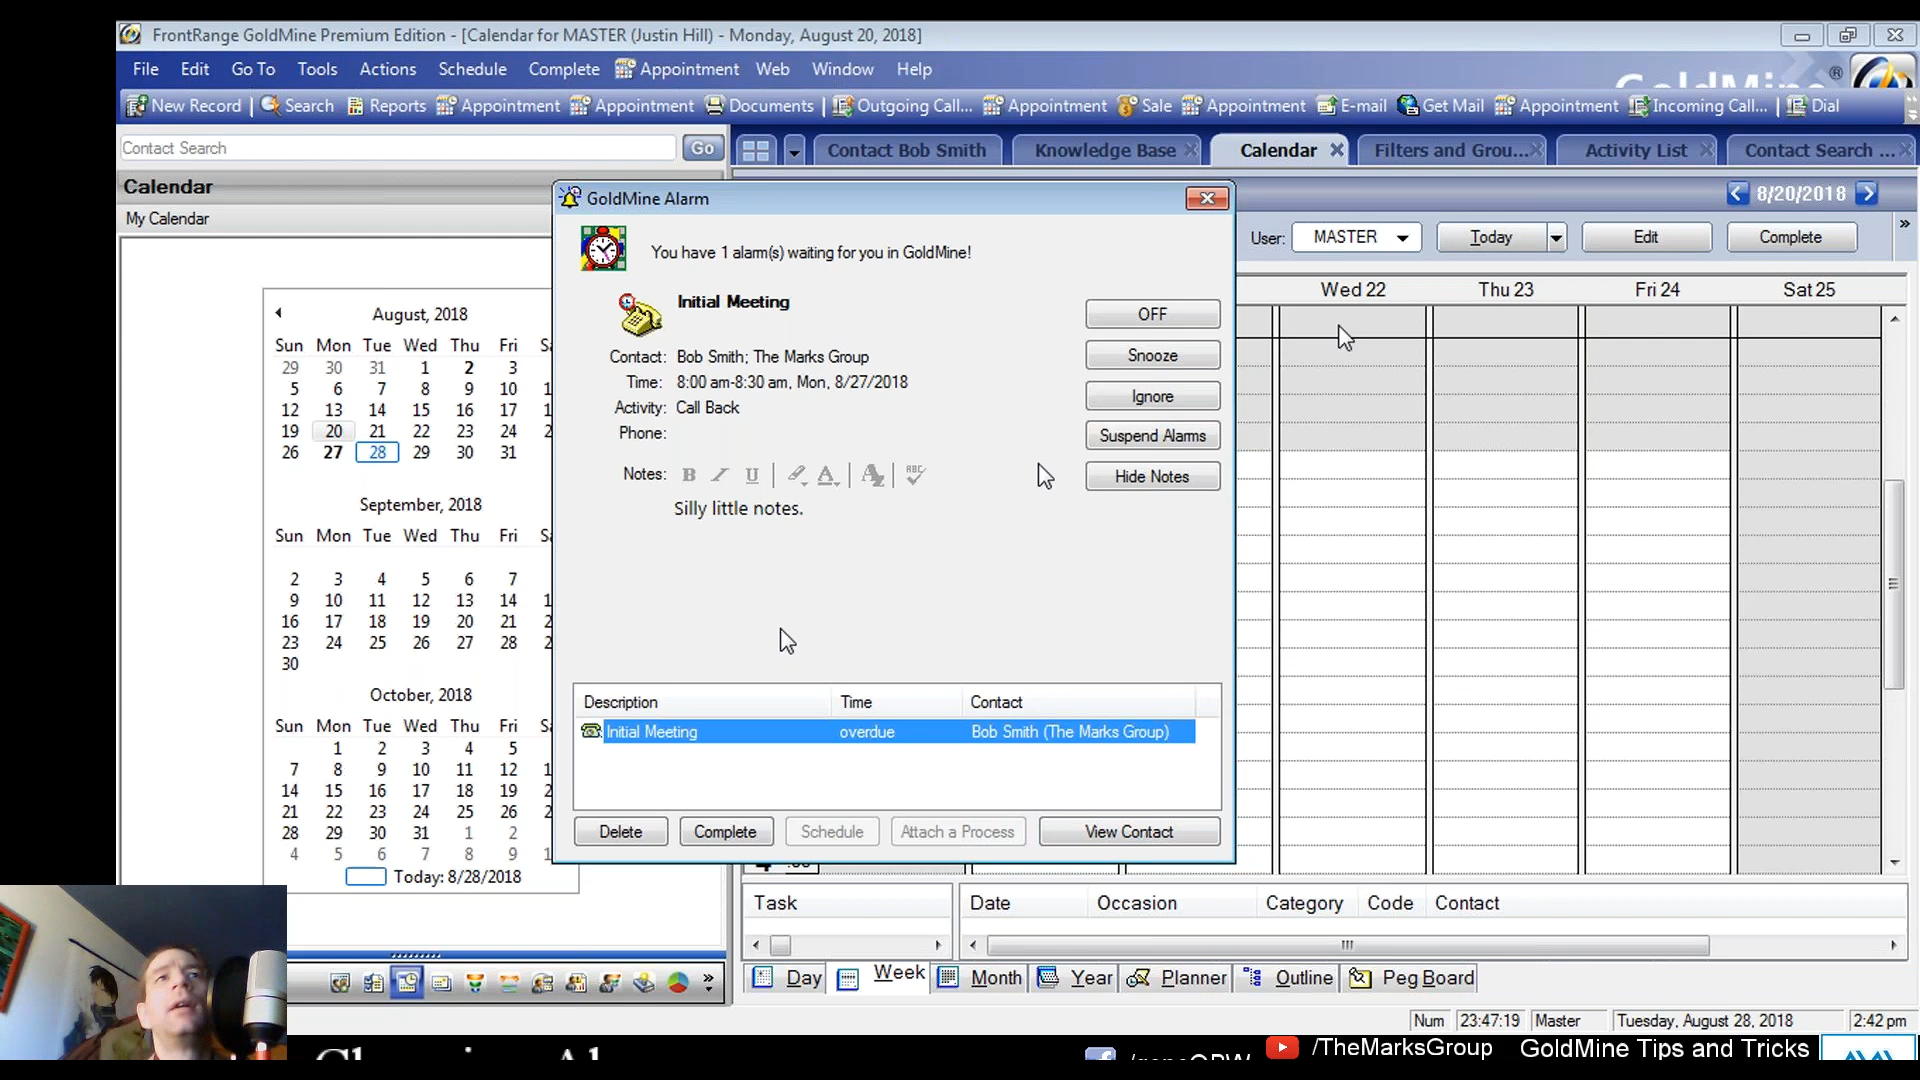 FrontRange GoldMine Premium Edition - [Calendar for MASTER (Justin Hill) - Monday, August 20, 2018]
File Edit Go To Tools Actions Schedule Complete Appointment Web Window Help
GoldMine ®
New Record Search Reports Appointment Appointment Documents Outgoing Call... Appointment Sale Appointment E-mail Get Mail Appointment Incoming Call... Dial
Contact Search Go
Contact Bob Smith Knowledge Base Calendar Filters and Grou... Activity List Contact Search ...
Calendar
8/20/2018
My Calendar
User: MASTER Today Edit Complete
Wed 22 Thu 23 Fri 24 Sat 25
GoldMine Alarm
You have 1 alarm(s) waiting for you in GoldMine!
Initial Meeting
Contact: Bob Smith; The Marks Group
Time: 8:00 am-8:30 am, Mon, 8/27/2018
Activity: Call Back
Phone:
Notes: B I U A A ABC
Silly little notes.
OFF
Snooze
Ignore
Suspend Alarms
Hide Notes
Description Time Contact
Initial Meeting overdue Bob Smith (The Marks Group)
Delete Complete Schedule Attach a Process View Contact
August, 2018
Sun Mon Tue Wed Thu Fri
29 30 31 1 2 3
5 6 7 8 9 10 1
12 13 14 15 16 17 1
19 20 21 22 23 24 2
26 27 28 29 30 31
September, 2018
Sun Mon Tue Wed Thu Fri
2 3 4 5 6 7
9 10 11 12 13 14 1
16 17 18 19 20 21 2
23 24 25 26 27 28 2
30
October, 2018
Sun Mon Tue Wed Thu Fri
1 2 3 4 5
7 8 9 10 11 12 1
14 15 16 17 18 19 2
21 22 23 24 25 26 2
28 29 30 31 1 2
4 5 6 7 8 9 1
Today: 8/28/2018
Task
Date Occasion Category Code Contact
Day Week Month Year Planner Outline Peg Board
Num 23:47:19 Master Tuesday, August 28, 2018 2:42 pm
/TheMarksGroup GoldMine Tips and Tricks